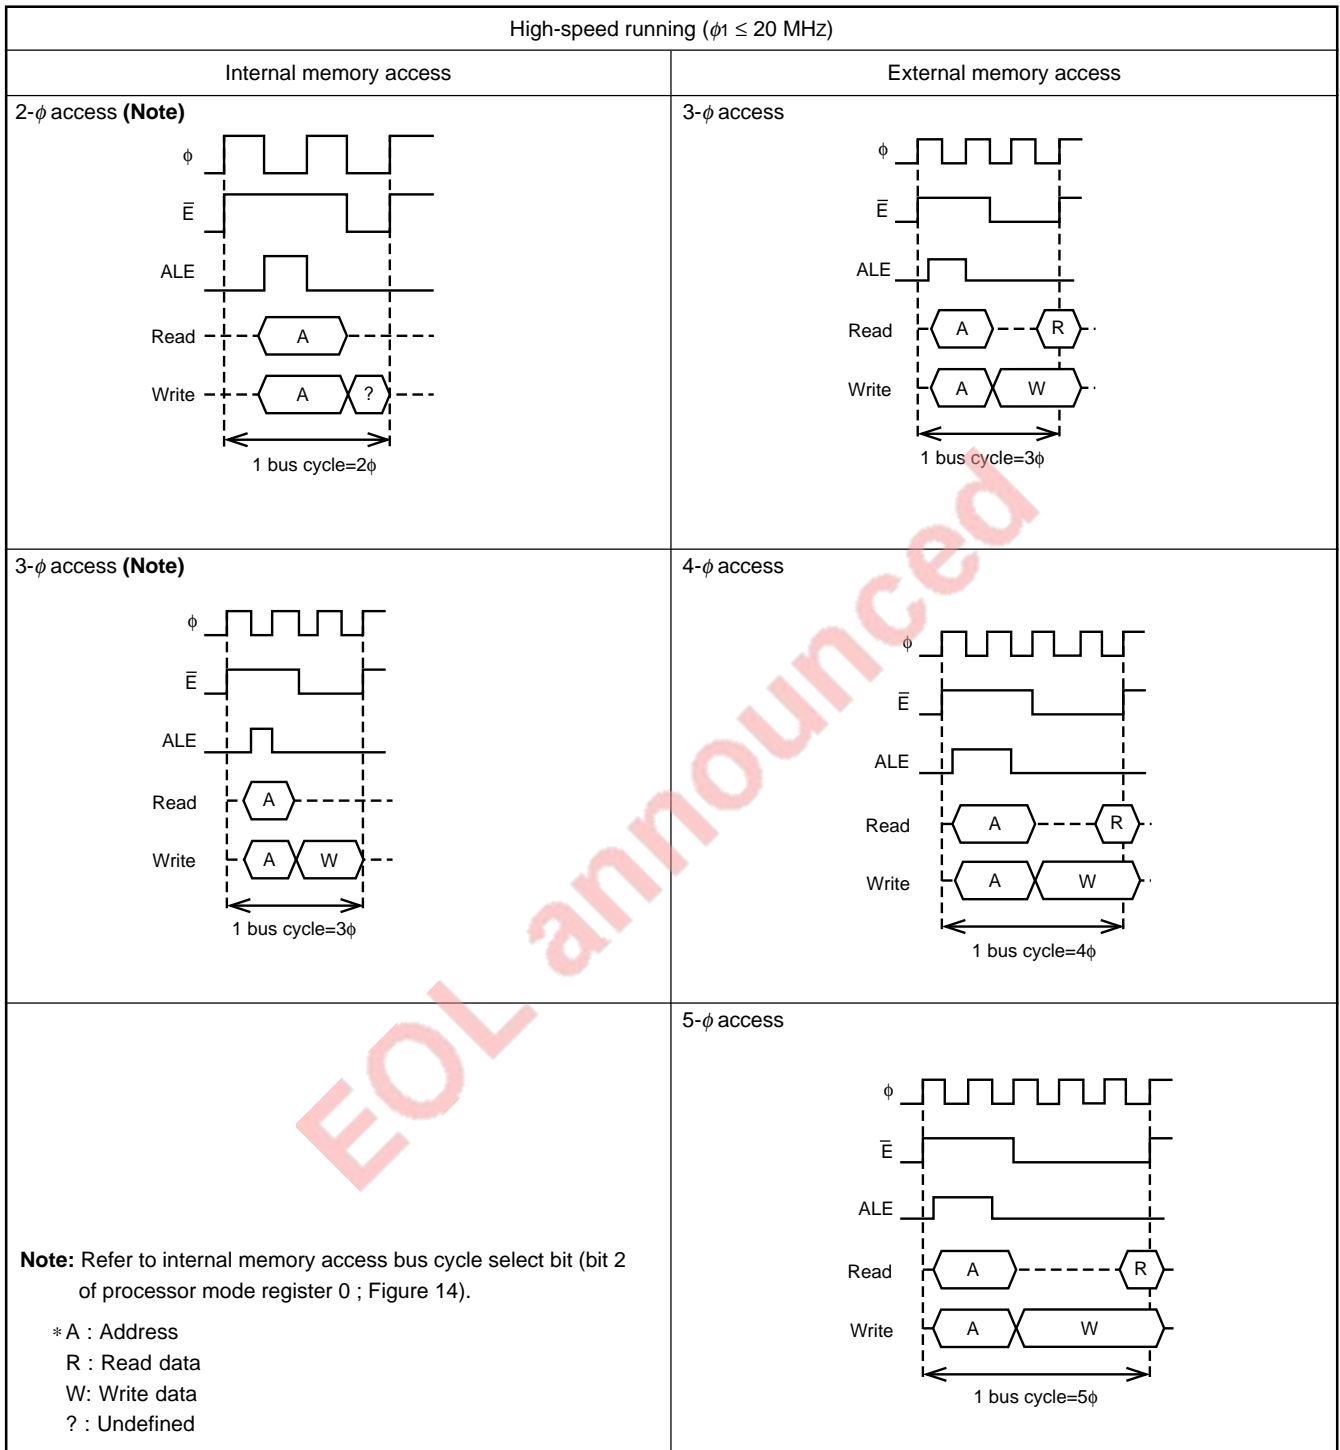 High-speed running (ϕ1 ≤ 20 MHz)
Internal memory access
External memory access
2-ϕ access (Note)
ϕ
E̅
ALE
Read A
Write A ?
1 bus cycle=2ϕ
3-ϕ access
ϕ
E̅
ALE
Read A R
Write A W
1 bus cycle=3ϕ
3-ϕ access (Note)
ϕ
E̅
ALE
Read A
Write A W
1 bus cycle=3ϕ
4-ϕ access
ϕ
E̅
ALE
Read A R
Write A W
1 bus cycle=4ϕ
5-ϕ access
ϕ
E̅
ALE
Read A R
Write A W
1 bus cycle=5ϕ
Note: Refer to internal memory access bus cycle select bit (bit 2
of processor mode register 0 ; Figure 14).
∗ A : Address
R : Read data
W: Write data
? : Undefined
EOL announced